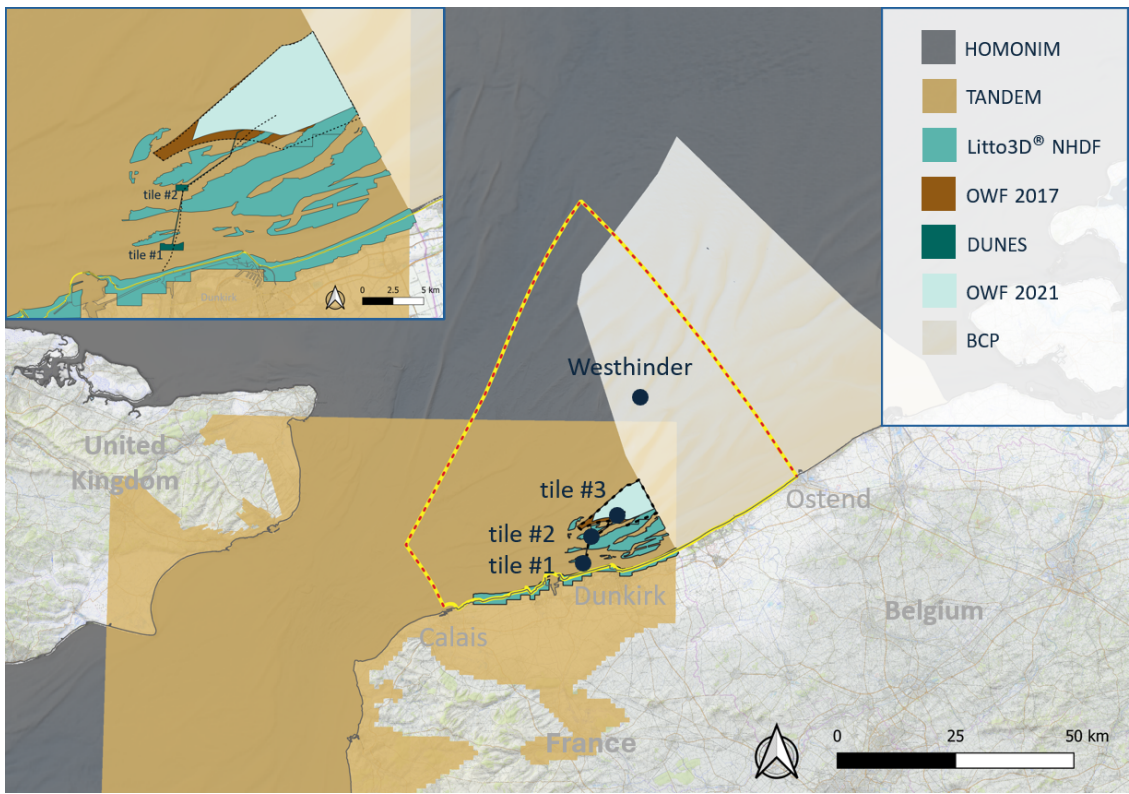 tile #2
tile #1
Dunkirk
0 2.5 5 km
HOMONIM
TANDEM
Litto3D® NHDF
OWF 2017
DUNES
OWF 2021
BCP
Westhinder
United
Kingdom
tile #3
tile #2
tile #1
Ostend
Dunkirk
Calais
Belgium
France
0 25 50 km